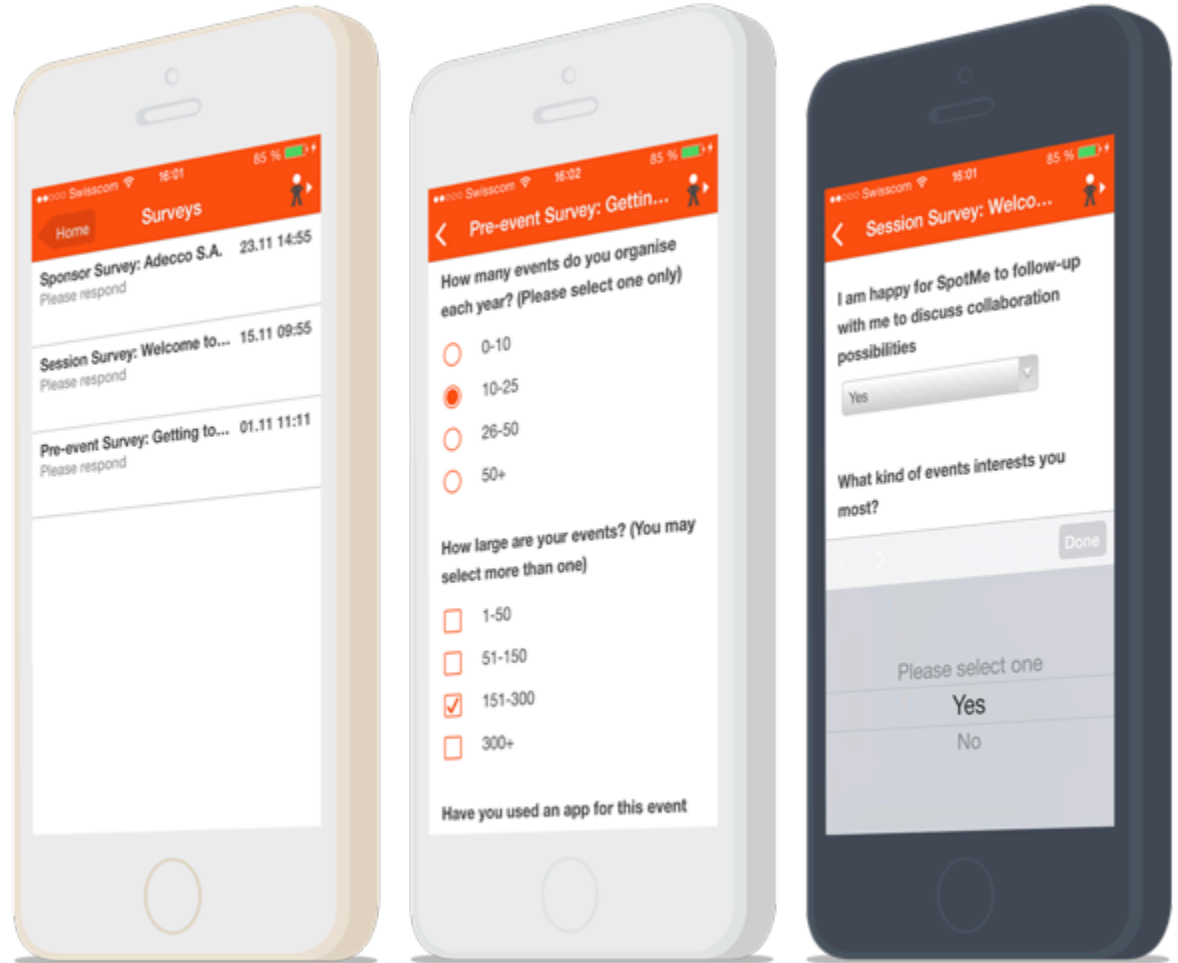 Swisscom 16:01 85 %
Home Surveys
Sponsor Survey: Adecco S.A. 23.11 14:55
Please respond
Session Survey: Welcome to... 15.11 09:55
Please respond
Pre-event Survey: Getting to... 01.11 11:11
Please respond
Swisscom 16:02 85 %
Pre-event Survey: Gettin...
How many events do you organise
each year? (Please select one only)
0-10
10-25
26-50
50+
How large are your events? (You may
select more than one)
1-50
51-150
151-300
300+
Have you used an app for this event
Swisscom 16:01 85 %
Session Survey: Welco...
I am happy for SpotMe to follow-up
with me to discuss collaboration
possibilities
Yes
What kind of events interests you
most?
Done
Please select one
Yes
No